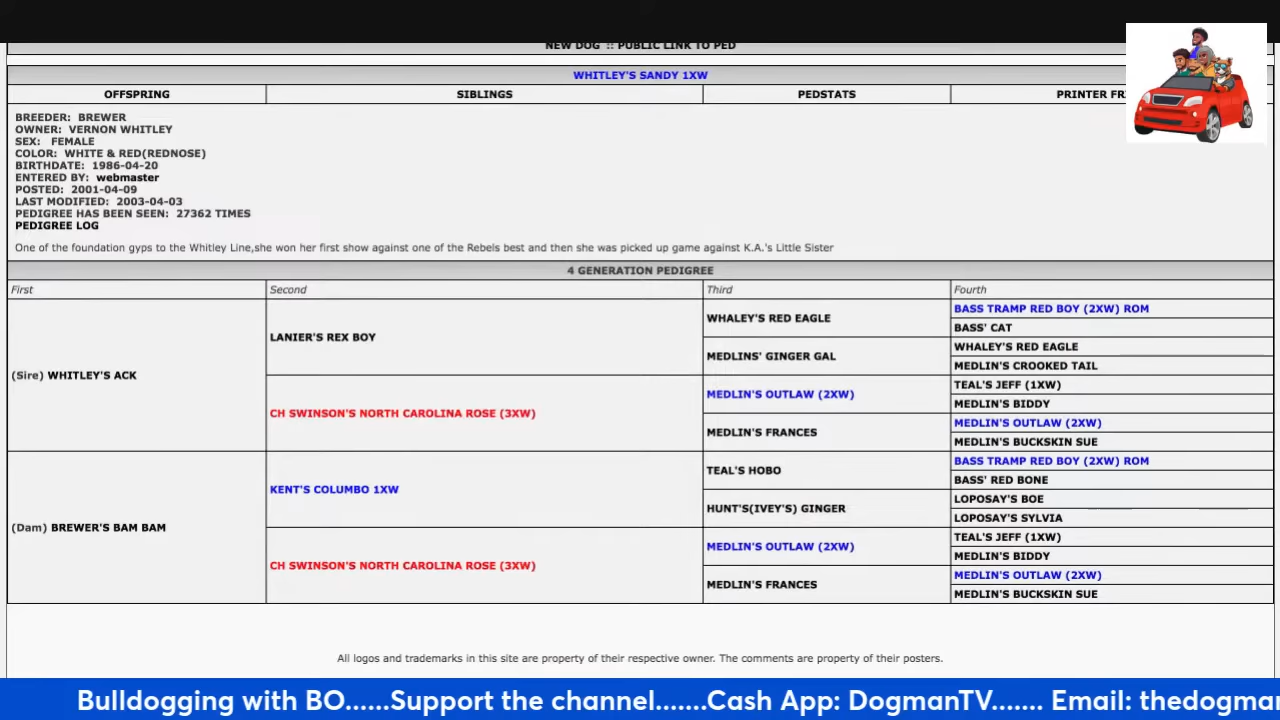 NEW DOG :: PUBLIC LINK TO PED
WHITLEY'S SANDY 1XW
OFFSPRING SIBLINGS PEDSTATS PRINTER
BREEDER: BREWER
OWNER: VERNON WHITLEY
SEX: FEMALE
COLOR: WHITE & RED(REDNOSE)
BIRTHDATE: 1986-04-20
ENTERED BY: webmaster
POSTED: 2001-04-09
LAST MODIFIED: 2003-04-03
PEDIGREE HAS BEEN SEEN: 27362 TIMES
PEDIGREE LOG
One of the foundation gyps to the Whitley Line,she won her first show against one of the Rebels best and then she was picked up game against K.A.'s Little Sister
4 GENERATION PEDIGREE
First Second Third Fourth
(Sire) WHITLEY'S ACK
LANIER'S REX BOY
WHALEY'S RED EAGLE
BASS TRAMP RED BOY (2XW) ROM
BASS' CAT
MEDLINS' GINGER GAL
WHALEY'S RED EAGLE
MEDLIN'S CROOKED TAIL
CH SWINSON'S NORTH CAROLINA ROSE (3XW)
MEDLIN'S OUTLAW (2XW)
TEAL'S JEFF (1XW)
MEDLIN'S BIDDY
MEDLIN'S FRANCES
MEDLIN'S OUTLAW (2XW)
MEDLIN'S BUCKSKIN SUE
(Dam) BREWER'S BAM BAM
KENT'S COLUMBO 1XW
TEAL'S HOBO
BASS TRAMP RED BOY (2XW) ROM
BASS' RED BONE
HUNT'S(IVEY'S) GINGER
LOPOSAY'S BOE
LOPOSAY'S SYLVIA
CH SWINSON'S NORTH CAROLINA ROSE (3XW)
MEDLIN'S OUTLAW (2XW)
TEAL'S JEFF (1XW)
MEDLIN'S BIDDY
MEDLIN'S FRANCES
MEDLIN'S OUTLAW (2XW)
MEDLIN'S BUCKSKIN SUE
All logos and trademarks in this site are property of their respective owner. The comments are property of their posters.
Bulldogging with BO......Support the channel.......Cash App: DogmanTV....... Email: thedogma